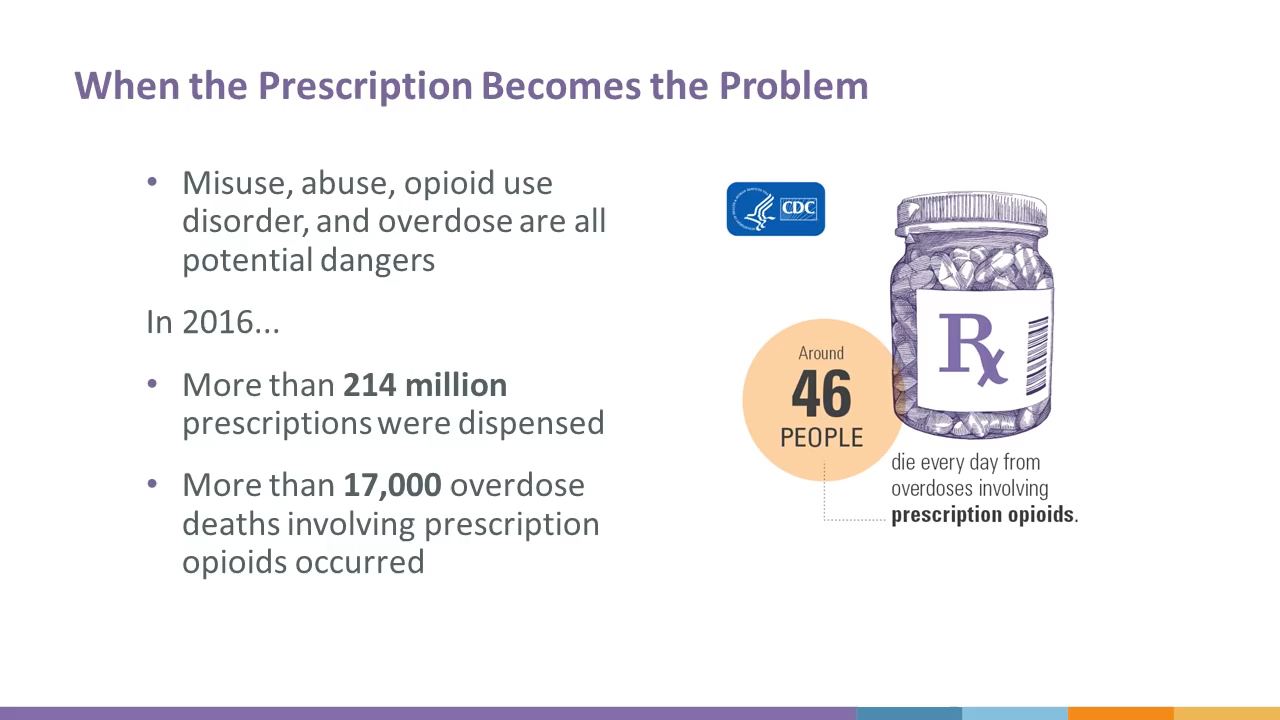 When the Prescription Becomes the Problem
• Misuse, abuse, opioid use
disorder, and overdose are all
potential dangers
In 2016...
• More than 214 million
prescriptions were dispensed
• More than 17,000 overdose
deaths involving prescription
opioids occurred
CDC
Rx
Around
46
PEOPLE
die every day from
overdoses involving
prescription opioids.